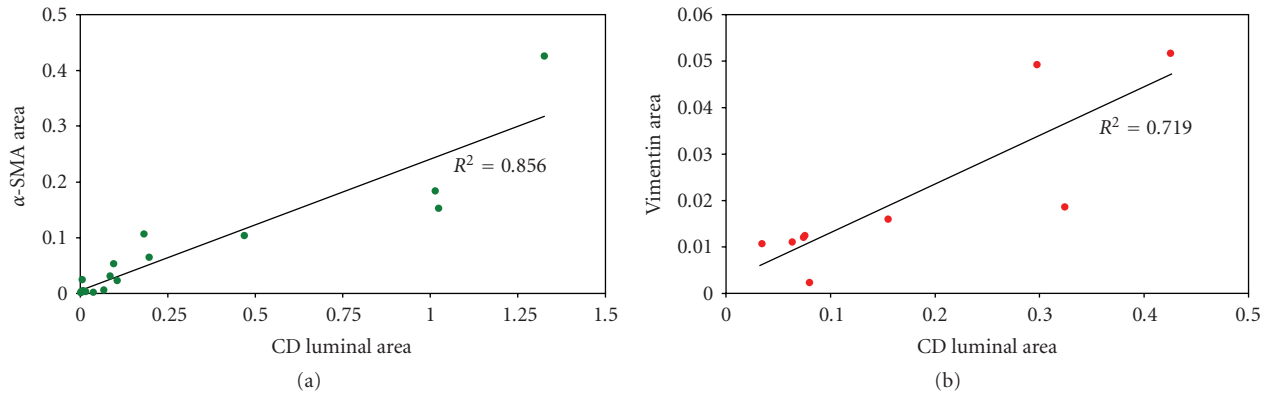 0.5
0.4
0.3
0.2
0.1
0
α-SMA area
R² = 0.856
0 0.25 0.5 0.75 1 1.25 1.5
CD luminal area
(a)
0.06
0.05
0.04
0.03
0.02
0.01
0
Vimentin area
R² = 0.719
0 0.1 0.2 0.3 0.4 0.5
CD luminal area
(b)